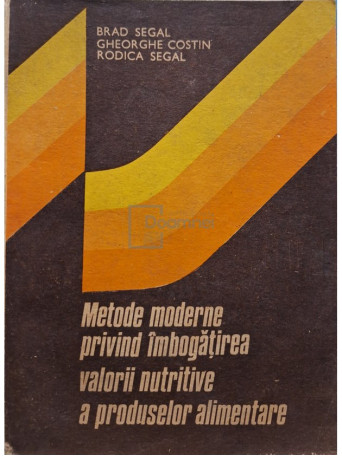 BRAD SEGAL
GHEORGHE COSTIN
RODICA SEGAL
Metode moderne
privind îmbogățirea
valorii nutritive
a produselor alimentare